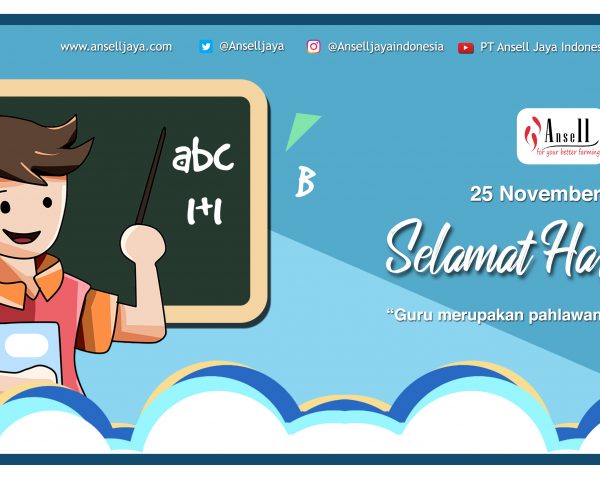 www.anselljaya.com @Anselljaya @Anselljayaindonesia PT Ansell Jaya Indones
abc
1+1
B
Ansell
for your better farming
25 November
Selamat Ha
"Guru merupakan pahlawan